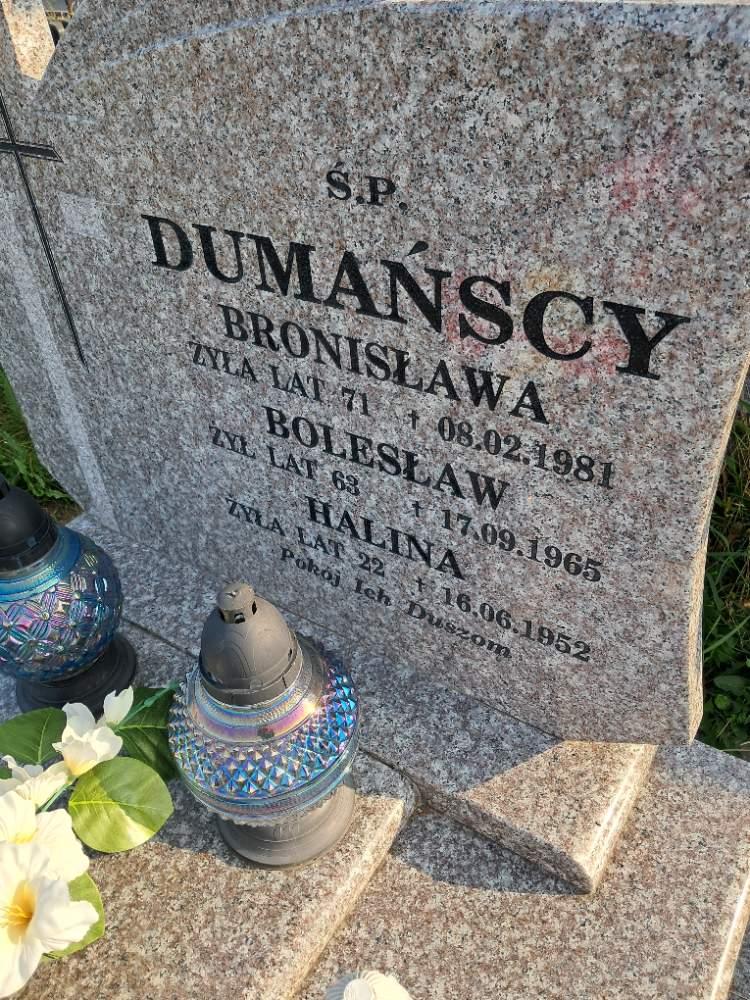 Ś.P.
DUMAŃSCY
BRONISŁAWA
ŻYŁA LAT 71 † 08.02.1981
BOLESŁAW
ŻYŁ LAT 63 † 17.09.1965
HALINA
ŻYŁA LAT 22 † 16.06.1952
Pokój Ich Duszom